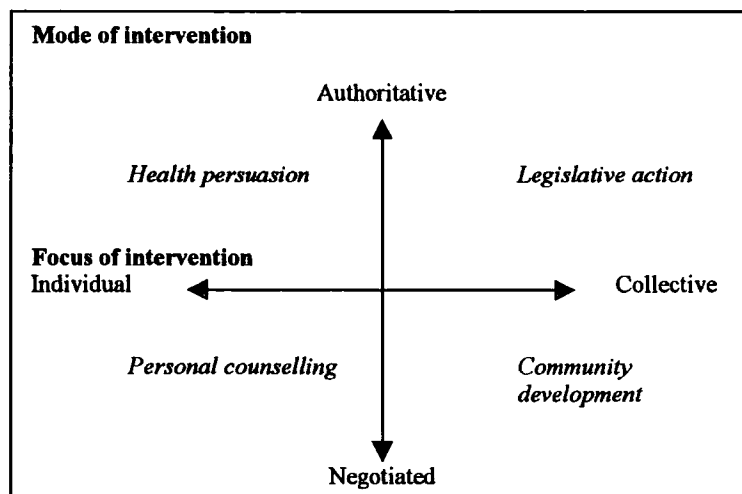 Mode of intervention
Authoritative
Health persuasion
Legislative action
Focus of intervention
Individual
Collective
Personal counselling
Community
development
Negotiated